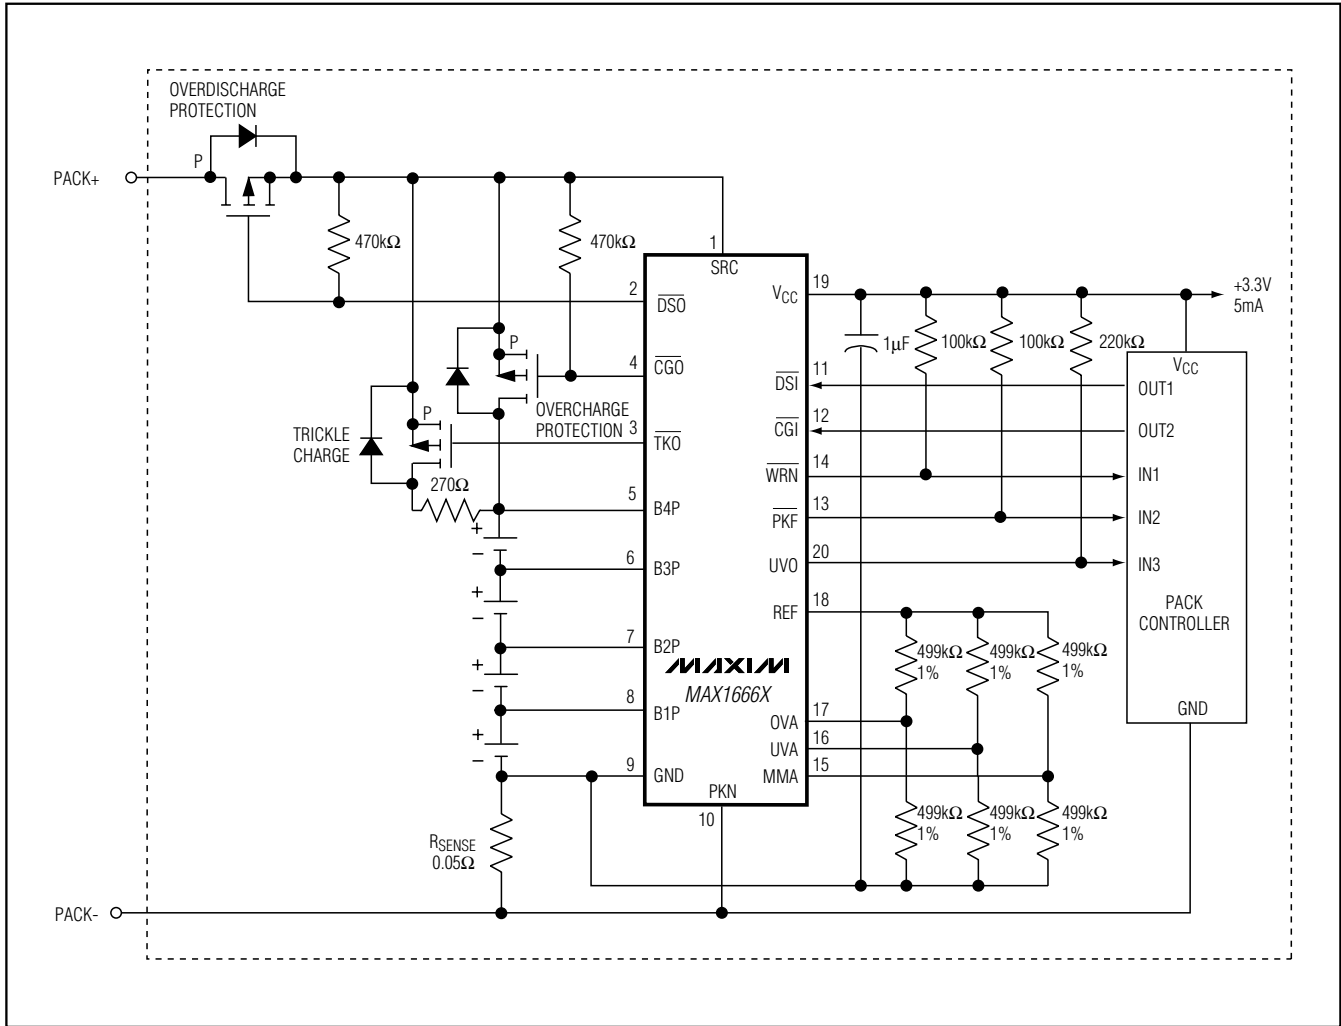 OVERDISCHARGE
PROTECTION
P
PACK+
470kΩ
470kΩ
1
SRC
2
DSO
4
CGO
P
OVERCHARGE
PROTECTION
3
TKO
P
TRICKLE
CHARGE
270Ω
5
B4P
+
-
6
B3P
+
-
7
B2P
+
-
8
B1P
+
-
9
GND
MAXIM
MAX1666X
PKN
10
RSENSE
0.05Ω
PACK-
VCC
19
+3.3V
5mA
1µF
100kΩ
100kΩ
220kΩ
DSI
11
CGI
12
WRN
14
PKF
13
UVO
20
REF
18
VCC
OUT1
OUT2
IN1
IN2
IN3
PACK
CONTROLLER
GND
499kΩ
1%
499kΩ
1%
499kΩ
1%
OVA
17
UVA
16
MMA
15
499kΩ
1%
499kΩ
1%
499kΩ
1%